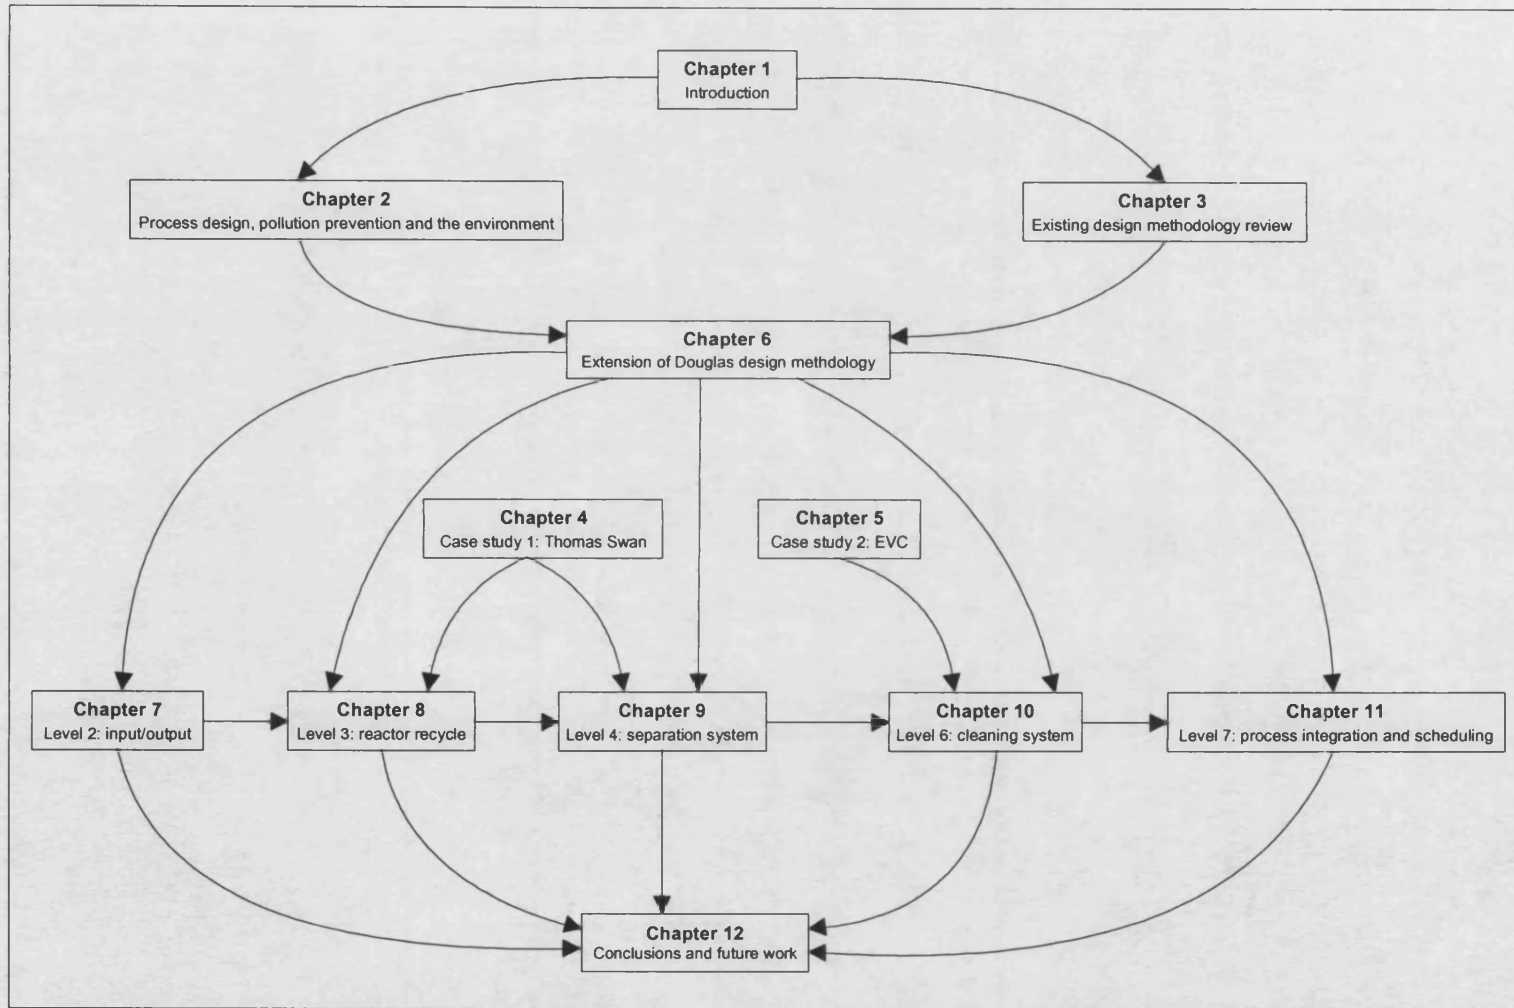 Chapter 1
Introduction
Chapter 2
Process design, pollution prevention and the environment
Chapter 3
Existing design methodology review
Chapter 6
Extension of Douglas design methdology
Chapter 4
Case study 1: Thomas Swan
Chapter 5
Case study 2: EVC
Chapter 7
Level 2: input/output
Chapter 8
Level 3: reactor recycle
Chapter 9
Level 4: separation system
Chapter 10
Level 6: cleaning system
Chapter 11
Level 7: process integration and scheduling
Chapter 12
Conclusions and future work